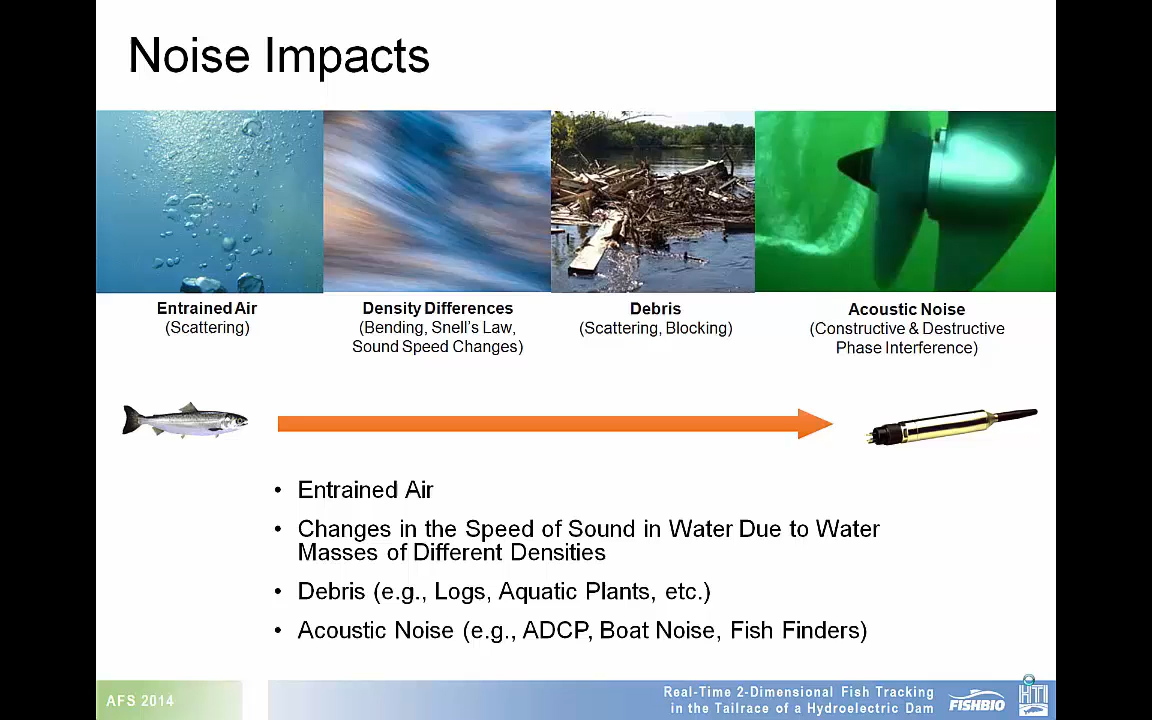 Noise Impacts
Entrained Air
(Scattering)
Density Differences
(Bending, Snell's Law,
Sound Speed Changes)
Debris
(Scattering, Blocking)
Acoustic Noise
(Constructive & Destructive
Phase Interference)
• Entrained Air
• Changes in the Speed of Sound in Water Due to Water
Masses of Different Densities
• Debris (e.g., Logs, Aquatic Plants, etc.)
• Acoustic Noise (e.g., ADCP, Boat Noise, Fish Finders)
AFS 2014
Real-Time 2-Dimensional Fish Tracking
in the Tailrace of a Hydroelectric Dam
FISHBIO
HTI